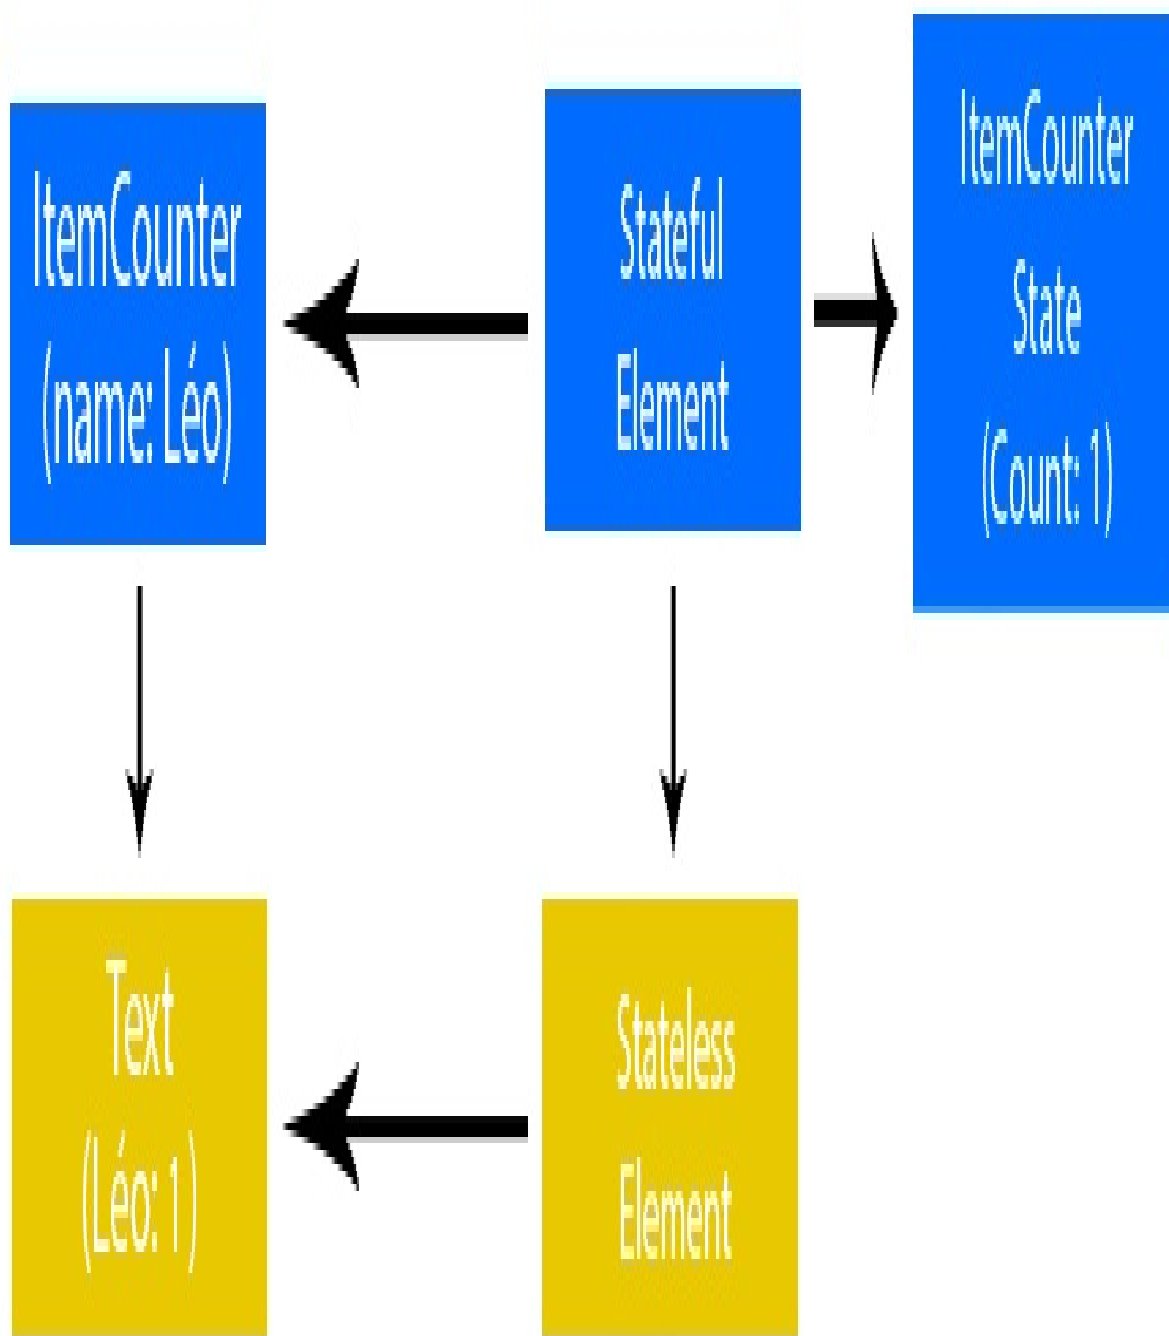 ItemCounter
(name: Léo)
Stateful
Element
ItemCounter
State
(Count: 1)
Text
(Léo: 1)
Stateless
Element